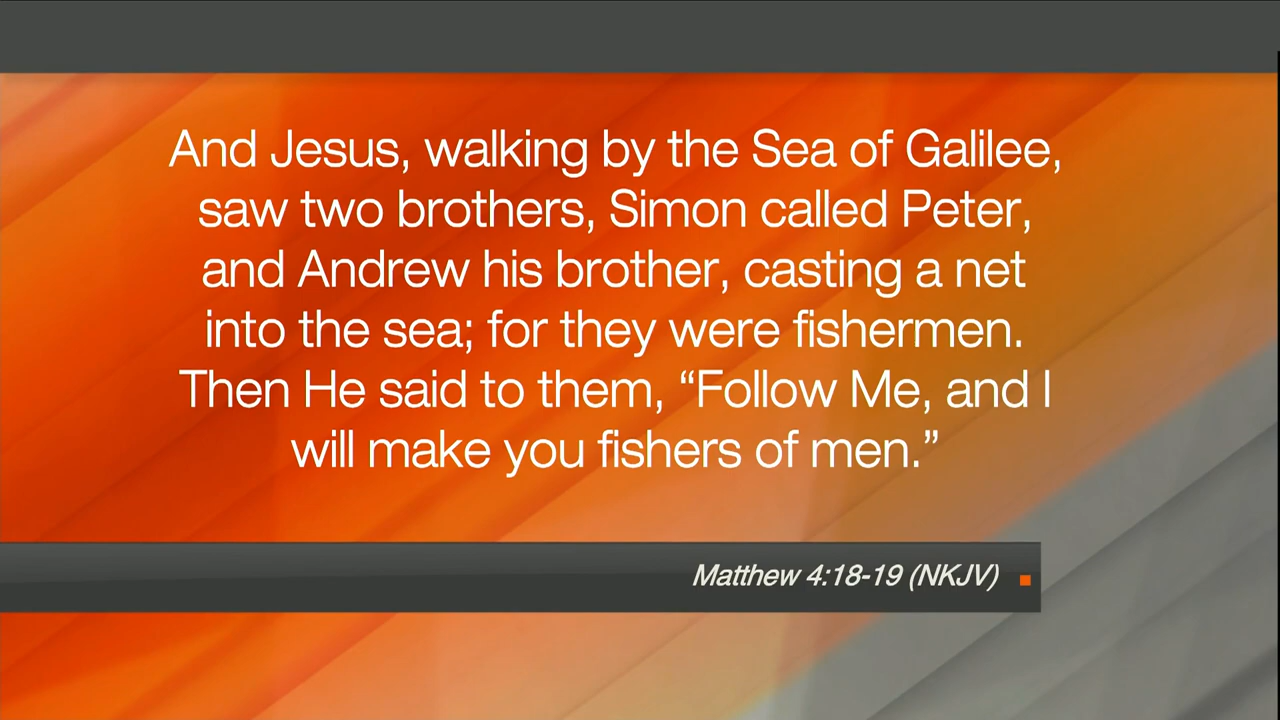 And Jesus, walking by the Sea of Galilee,
saw two brothers, Simon called Peter,
and Andrew his brother, casting a net
into the sea; for they were fishermen.
Then He said to them, “Follow Me, and I
will make you fishers of men.”
Matthew 4:18-19 (NKJV)